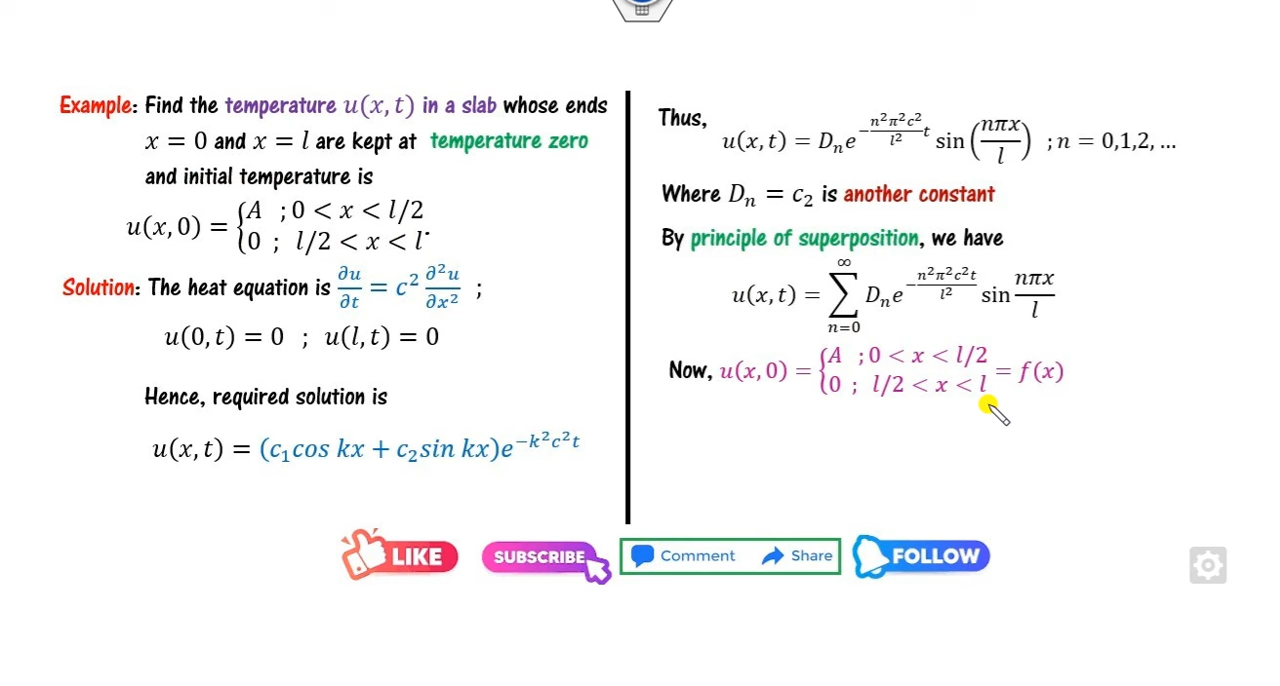 Example: Find the temperature u(x, t) in a slab whose ends
x = 0 and x = l are kept at temperature zero
and initial temperature is
u(x, 0) = {A ; 0 < x < l/2
{0 ; l/2 < x < l.
Solution: The heat equation is ∂u/∂t = c² ∂²u/∂x² ;
u(0, t) = 0 ; u(l, t) = 0
Hence, required solution is
u(x, t) = (c₁cos kx + c₂sin kx)e^(−k²c²t)
Thus,
u(x, t) = Dₙe^(−(n²π²c²/l²)t) sin(nπx/l) ; n = 0,1,2, ...
Where Dₙ = c₂ is another constant
By principle of superposition, we have
u(x, t) = ∑_(n=0)^∞ Dₙe^(−n²π²c²t/l²) sin nπx/l
Now, u(x, 0) = {A ; 0 < x < l/2
{0 ; l/2 < x < l = f(x)
LIKE
SUBSCRIBE
Comment
Share
FOLLOW